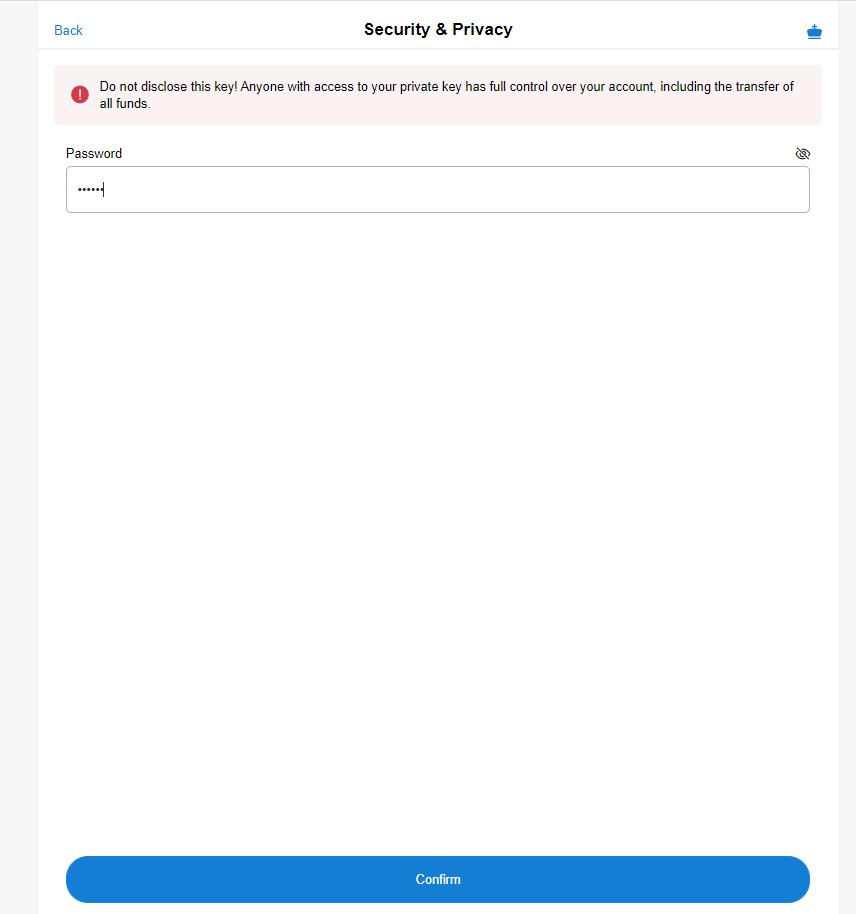 Back
Security & Privacy
Do not disclose this key! Anyone with access to your private key has full control over your account, including the transfer of
all funds.
Password
••••••
Confirm